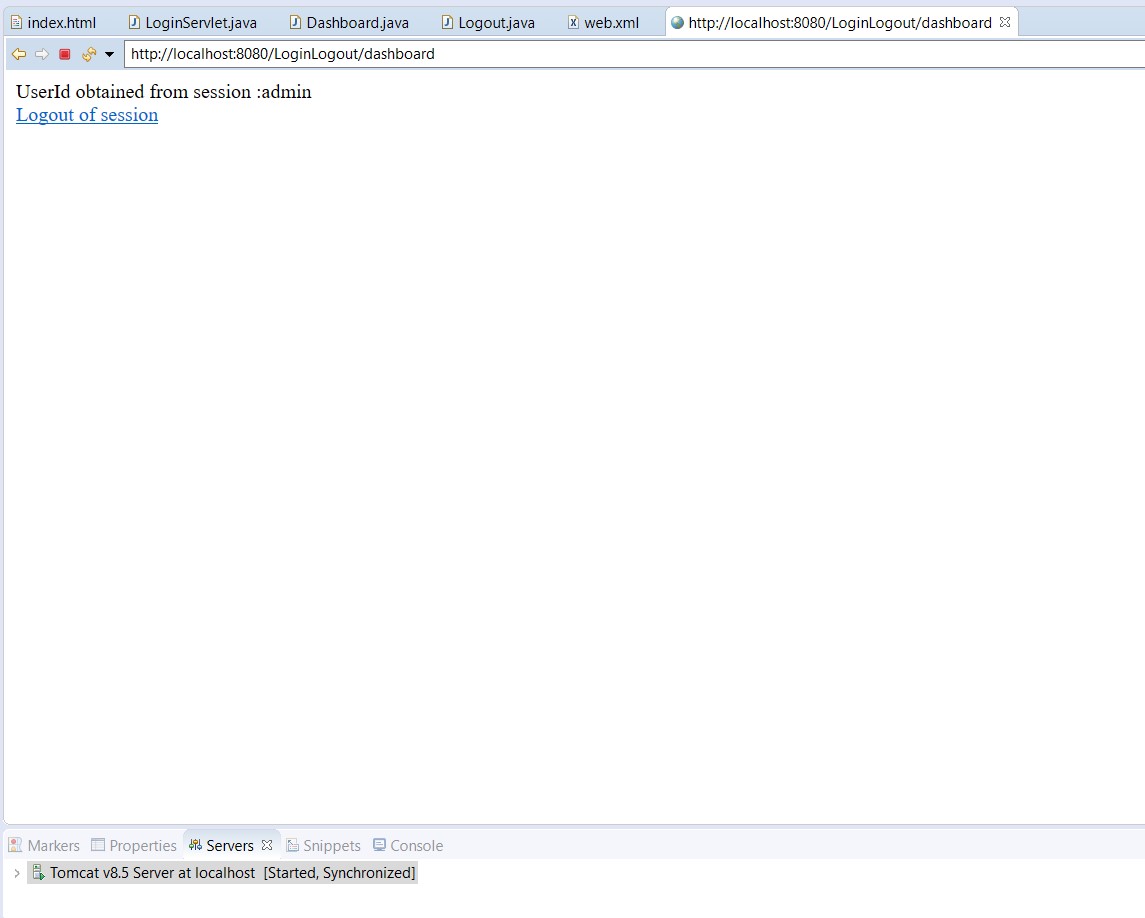 index.html LoginServlet.java Dashboard.java Logout.java web.xml http://localhost:8080/LoginLogout/dashboard
http://localhost:8080/LoginLogout/dashboard
UserId obtained from session :admin
Logout of session
Markers Properties Servers Snippets Console
Tomcat v8.5 Server at localhost [Started, Synchronized]